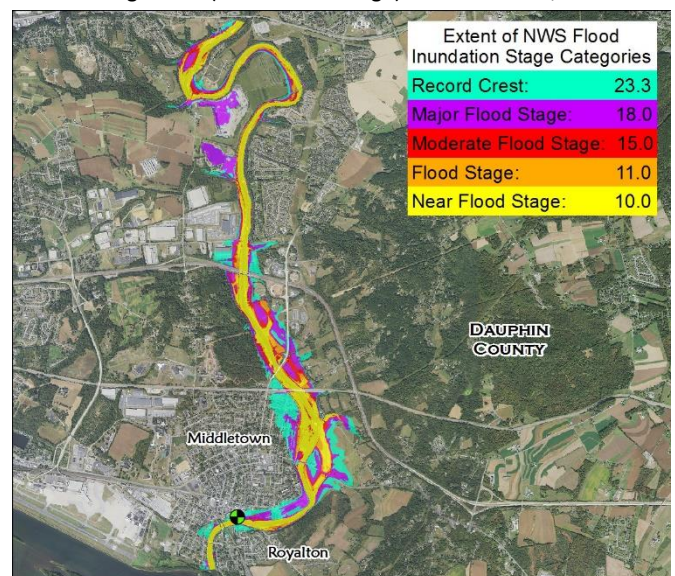 Extent of NWS Flood
Inundation Stage Categories
Record Crest: 23.3
Major Flood Stage: 18.0
Moderate Flood Stage: 15.0
Flood Stage: 11.0
Near Flood Stage: 10.0
DAUPHIN
COUNTY
Middletown
Royalton